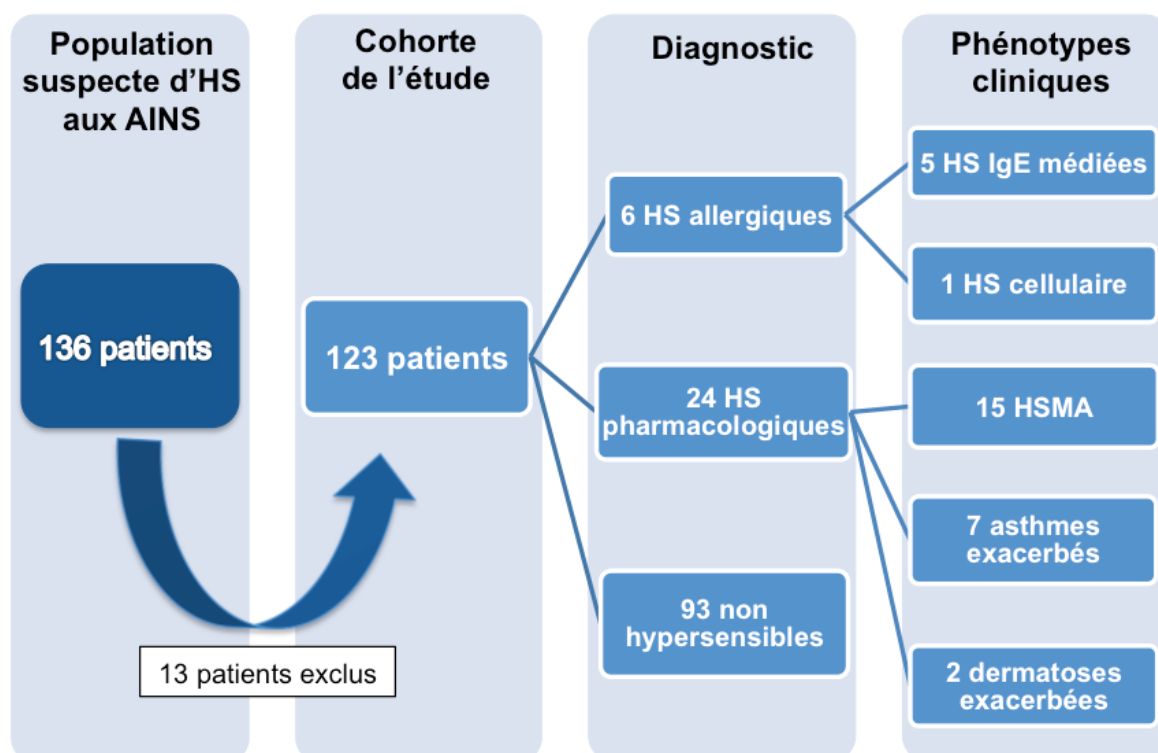 Population
suspecte d'HS
aux AINS
136 patients
13 patients exclus
Cohorte
de l'étude
123 patients
Diagnostic
6 HS allergiques
24 HS
pharmacologiques
93 non
hypersensibles
Phénotypes
cliniques
5 HS IgE médiées
1 HS cellulaire
15 HSMA
7 asthmes
exacerbés
2 dermatoses
exacerbées